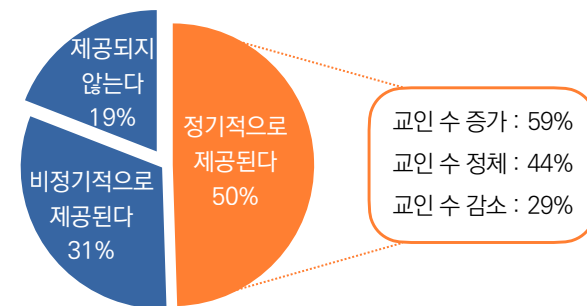 제공되지
않는다
19%
정기적으로
제공된다
50%
비정기적으로
제공된다
31%
교인 수 증가 : 59%
교인 수 정체 : 44%
교인 수 감소 : 29%